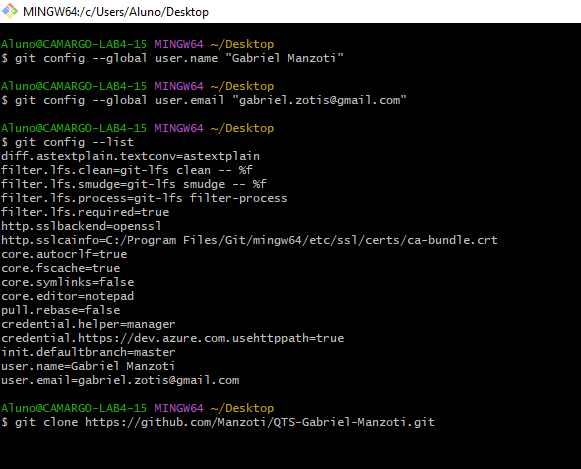 MINGW64:/c/Users/Aluno/Desktop
Aluno@CAMARGO-LAB4-15 MINGW64 ~/Desktop
$ git config --global user.name "Gabriel Manzoti"
Aluno@CAMARGO-LAB4-15 MINGW64 ~/Desktop
$ git config --global user.email "gabriel.zotis@gmail.com"
Aluno@CAMARGO-LAB4-15 MINGW64 ~/Desktop
$ git config --list
diff.astextplain.textconv=astextplain
filter.lfs.clean=git-lfs clean -- %f
filter.lfs.smudge=git-lfs smudge -- %f
filter.lfs.process=git-lfs filter-process
filter.lfs.required=true
http.sslbackend=openssl
http.sslcainfo=C:/Program Files/Git/mingw64/etc/ssl/certs/ca-bundle.crt
core.autocrlf=true
core.fscache=true
core.symlinks=false
core.editor=notepad
pull.rebase=false
credential.helper=manager
credential.https://dev.azure.com.usehttppath=true
init.defaultbranch=master
user.name=Gabriel Manzoti
user.email=gabriel.zotis@gmail.com
Aluno@CAMARGO-LAB4-15 MINGW64 ~/Desktop
$ git clone https://github.com/Manzoti/QTS-Gabriel-Manzoti.git